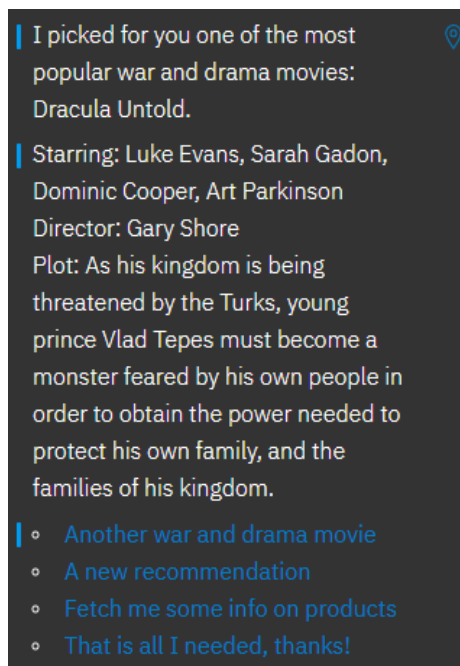 I picked for you one of the most
popular war and drama movies:
Dracula Untold.
Starring: Luke Evans, Sarah Gadon,
Dominic Cooper, Art Parkinson
Director: Gary Shore
Plot: As his kingdom is being
threatened by the Turks, young
prince Vlad Tepes must become a
monster feared by his own people in
order to obtain the power needed to
protect his own family, and the
families of his kingdom.
Another war and drama movie
A new recommendation
Fetch me some info on products
That is all I needed, thanks!